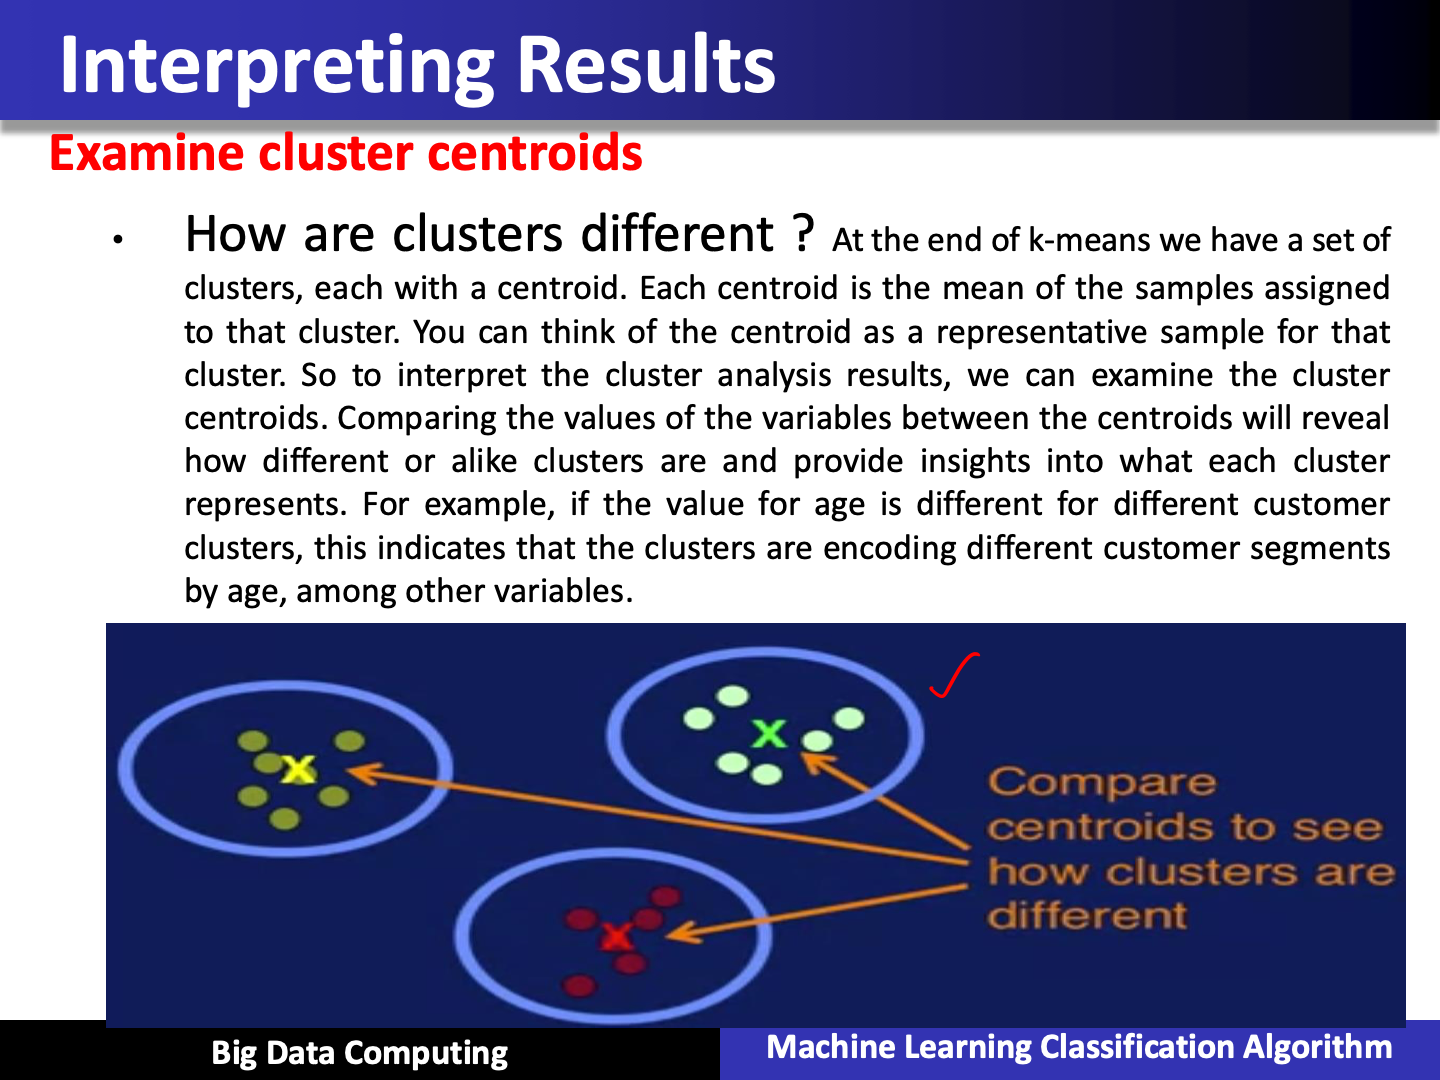 Interpreting Results
Examine cluster centroids
• How are clusters different ? At the end of k-means we have a set of
clusters, each with a centroid. Each centroid is the mean of the samples assigned
to that cluster. You can think of the centroid as a representative sample for that
cluster. So to interpret the cluster analysis results, we can examine the cluster
centroids. Comparing the values of the variables between the centroids will reveal
how different or alike clusters are and provide insights into what each cluster
represents. For example, if the value for age is different for different customer
clusters, this indicates that the clusters are encoding different customer segments
by age, among other variables.
X
X
X
Compare
centroids to see
how clusters are
different
Big Data Computing
Machine Learning Classification Algorithm